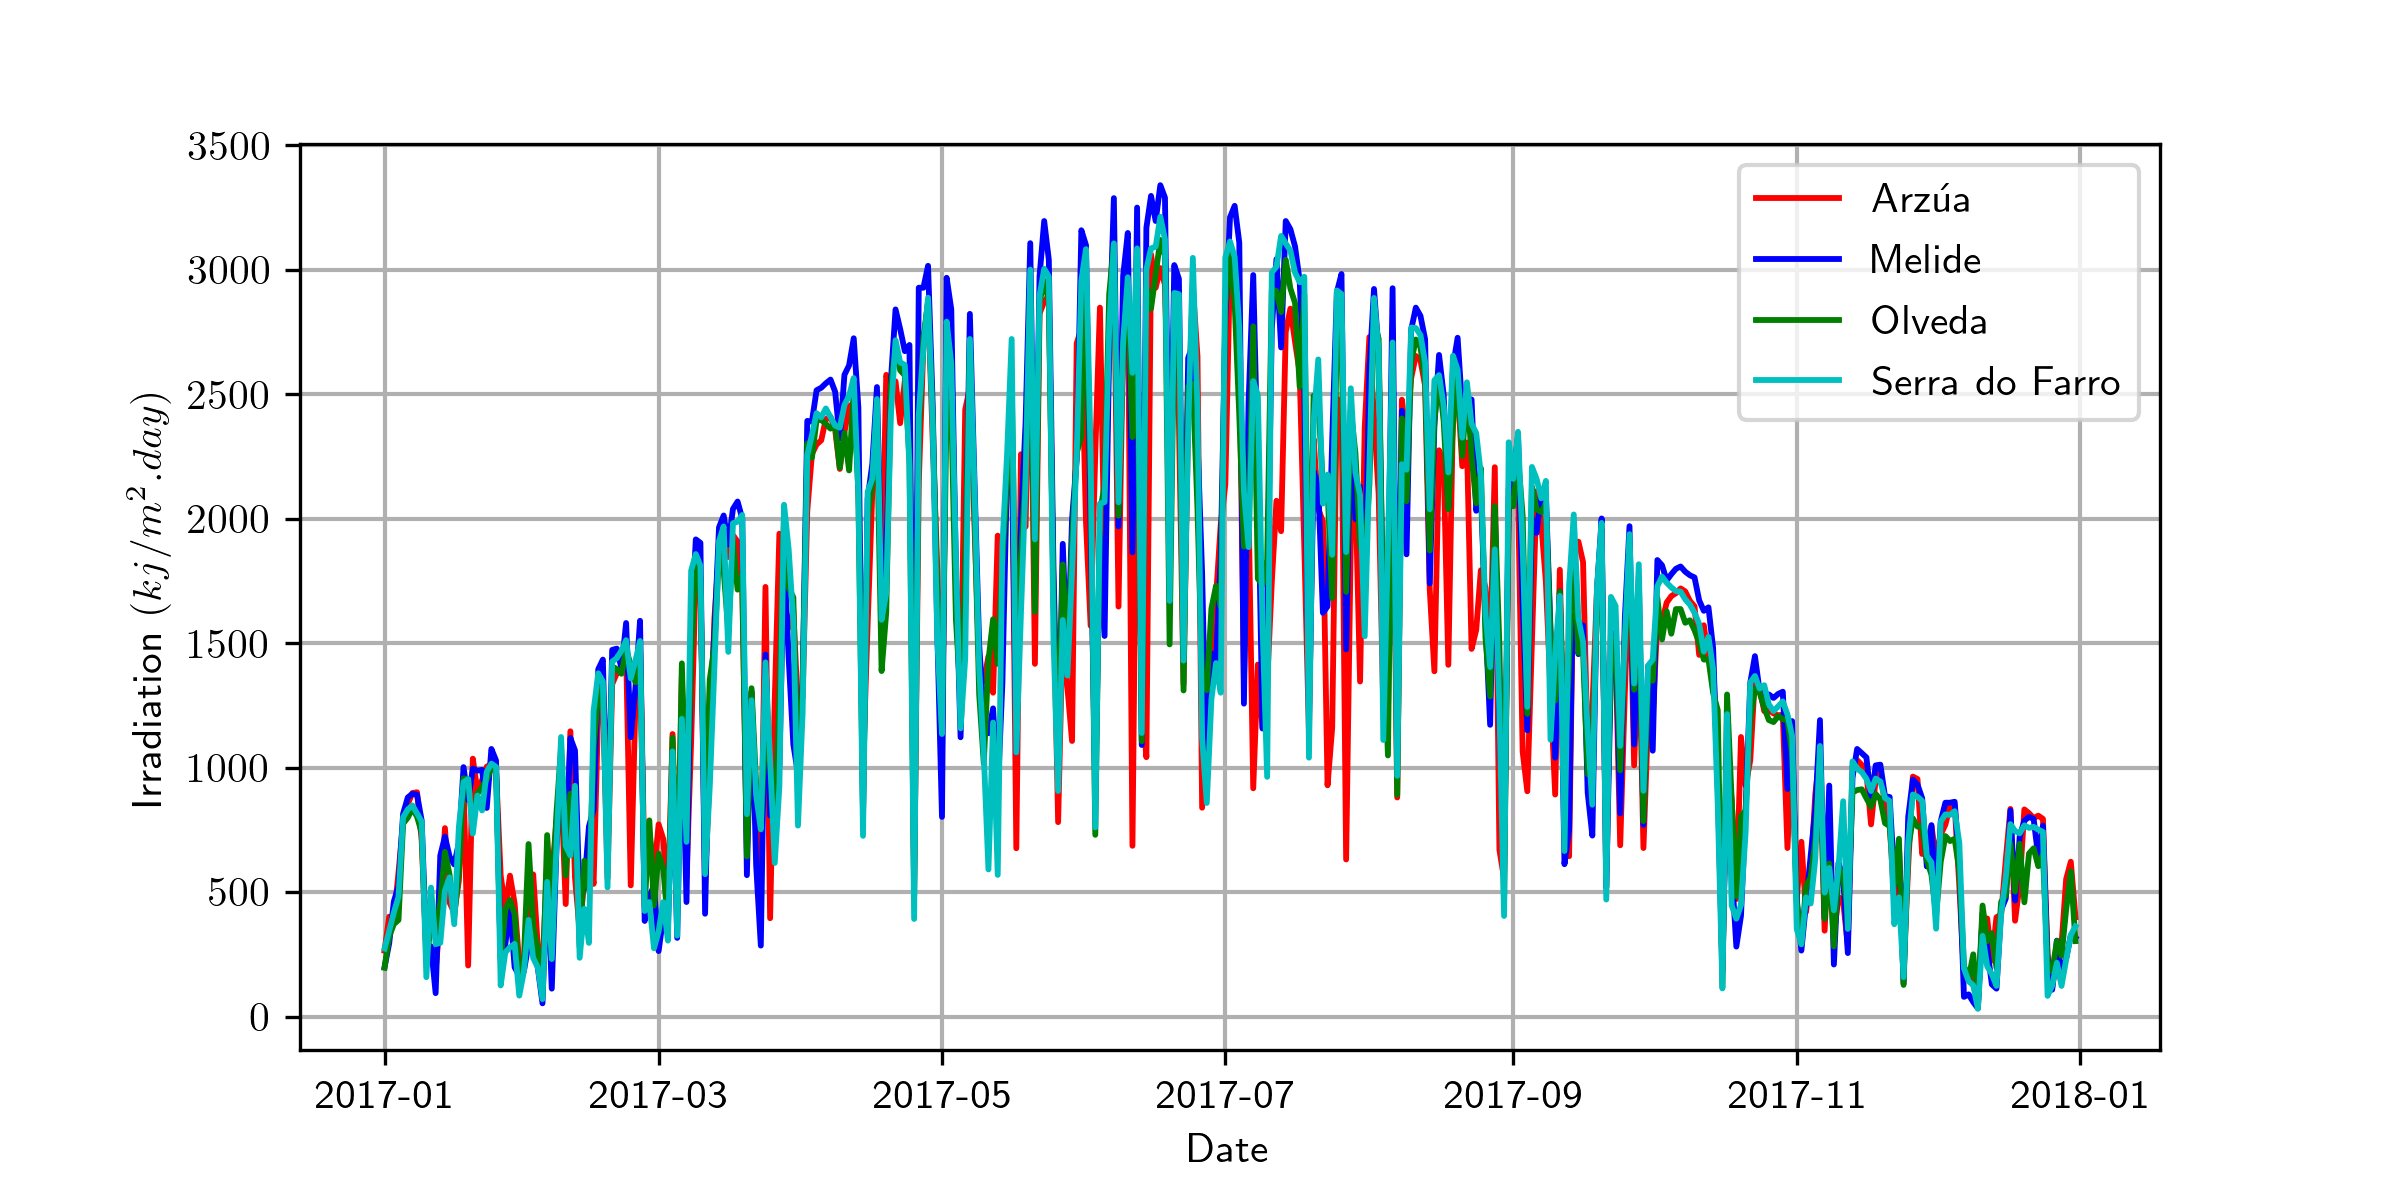 3500
3000
2500
2000
1500
1000
500
0
Irradiation (kj/m².day)
2017-01
2017-03
2017-05
2017-07
2017-09
2017-11
2018-01
Date
Arzúa
Melide
Olveda
Serra do Farro